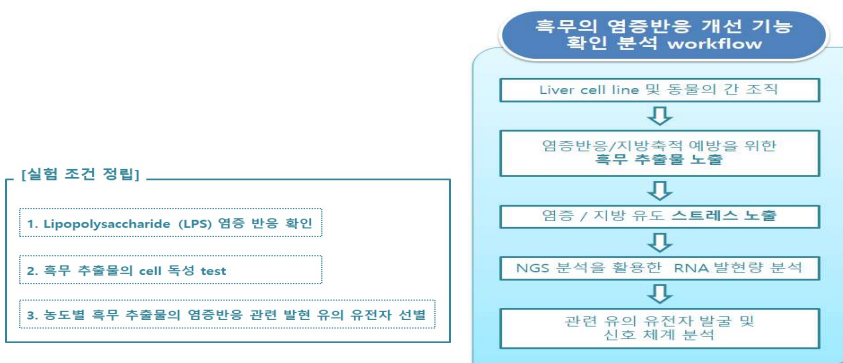 흑무의 염증반응 개선 기능
확인 분석 workflow
Liver cell line 및 동물의 간 조직
염증반응/지방축적 예방을 위한
흑무 추출물 노출
염증 / 지방 유도 스트레스 노출
NGS 분석을 활용한 RNA 발현량 분석
관련 유의 유전자 발굴 및
신호 체계 분석
[실험 조건 정립]
1. Lipopolysaccharide (LPS) 염증 반응 확인
2. 흑무 추출물의 cell 독성 test
3. 농도별 흑무 추출물의 염증반응 관련 발현 유의 유전자 선별